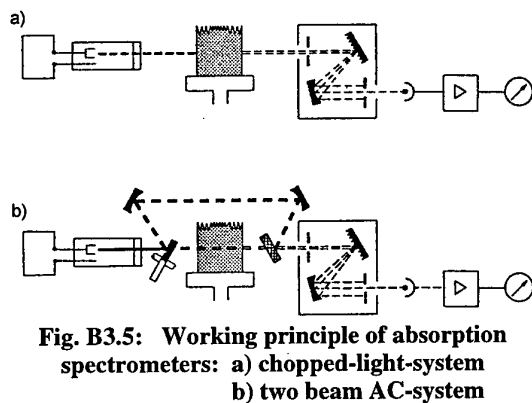 a)
b)
Fig. B3.5: Working principle of absorption
spectrometers: a) chopped-light-system
b) two beam AC-system